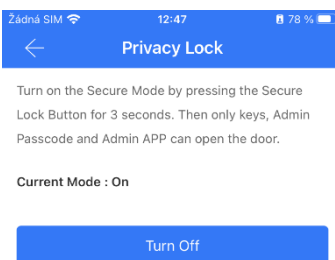 Žádná SIM 12:47 78 %
Privacy Lock
Turn on the Secure Mode by pressing the Secure
Lock Button for 3 seconds. Then only keys, Admin
Passcode and Admin APP can open the door.
Current Mode : On
Turn Off